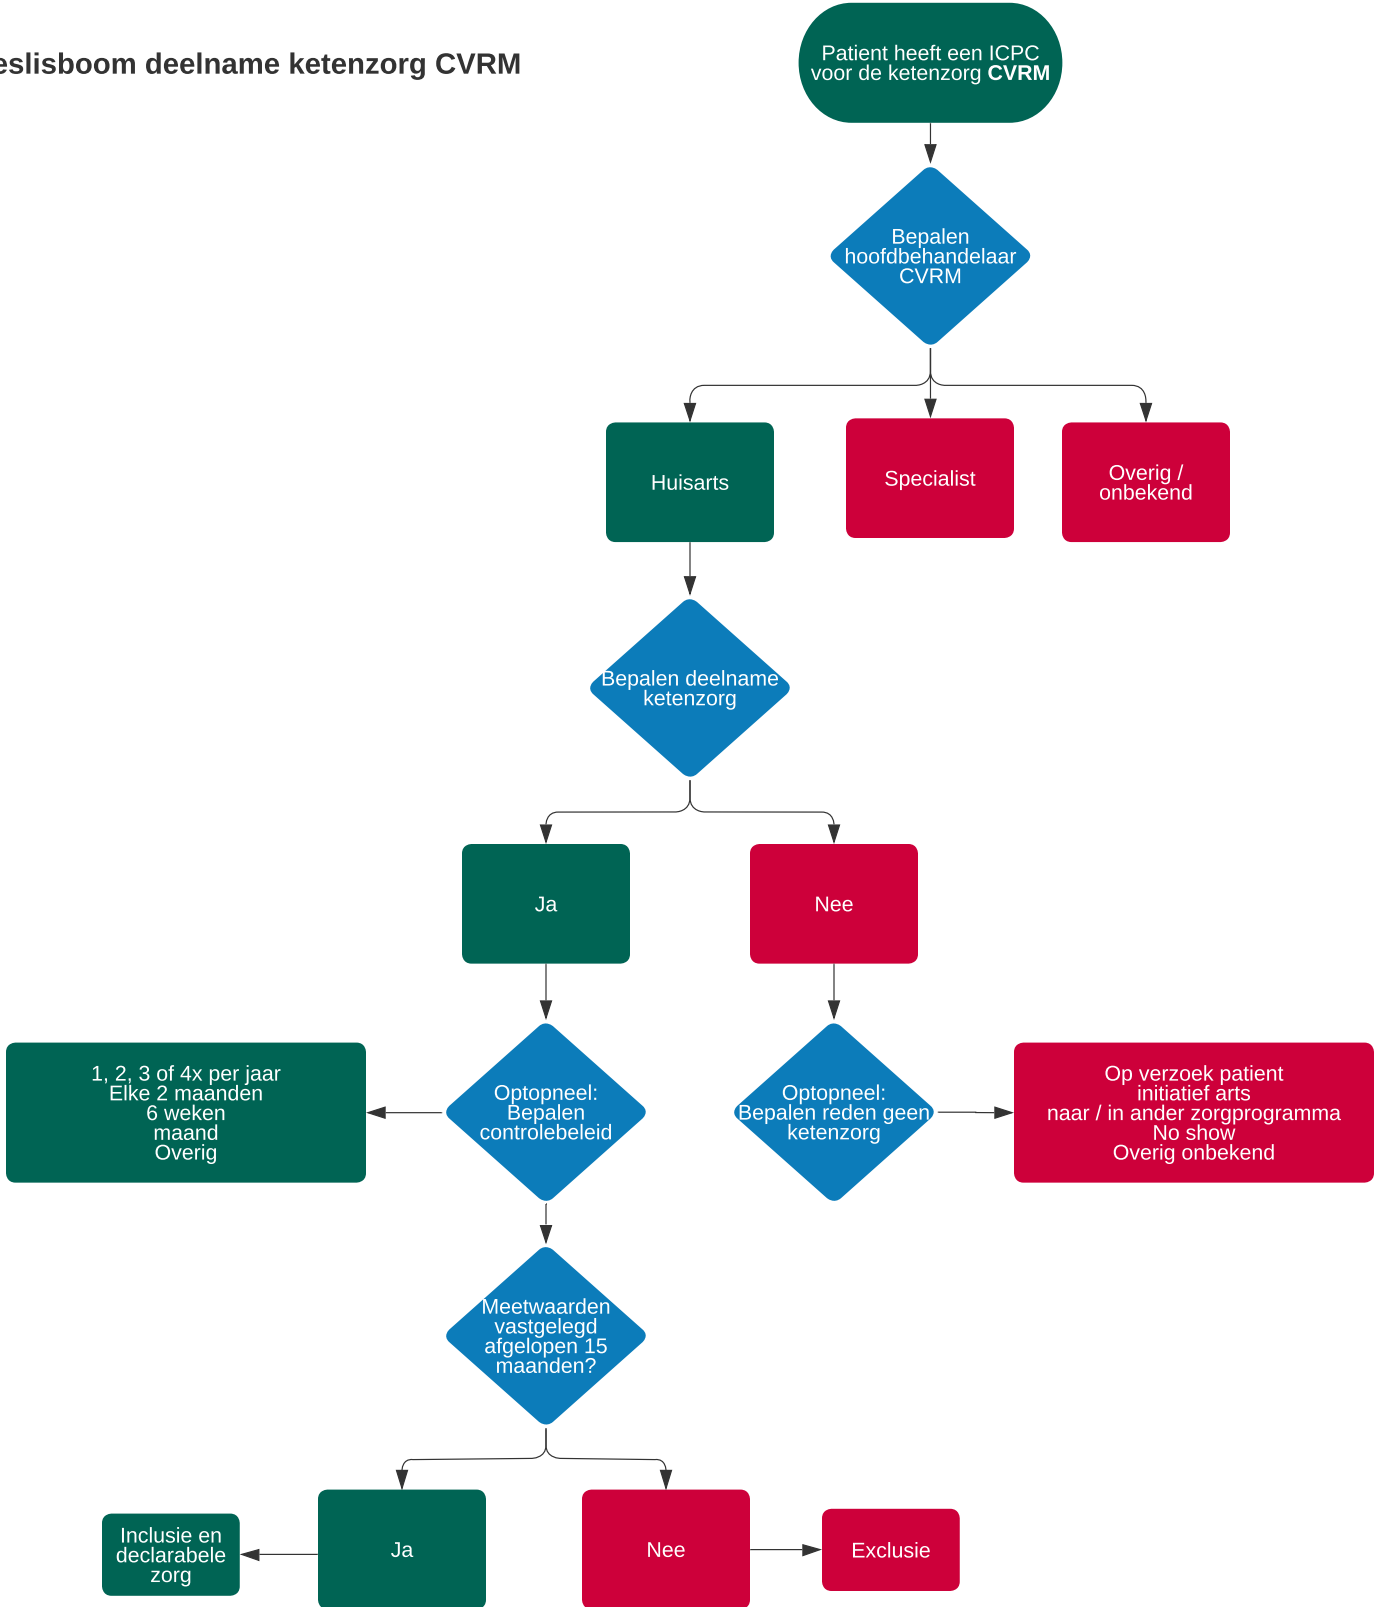 eslisboom deelname ketenzorg CVRM
Patient heeft een ICPC
voor de ketenzorg CVRM
Bepalen
hoofdbehandelaar
CVRM
Huisarts
Specialist
Overig /
onbekend
Bepalen deelname
ketenzorg
Ja
Nee
1, 2, 3 of 4x per jaar
Elke 2 maanden
6 weken
maand
Overig
Optopneel:
Bepalen
controlebeleid
Optopneel:
Bepalen reden geen
ketenzorg
Op verzoek patient
initiatief arts
naar / in ander zorgprogramma
No show
Overig onbekend
Meetwaarden
vastgelegd
afgelopen 15
maanden?
Inclusie en
declarabele
zorg
Ja
Nee
Exclusie